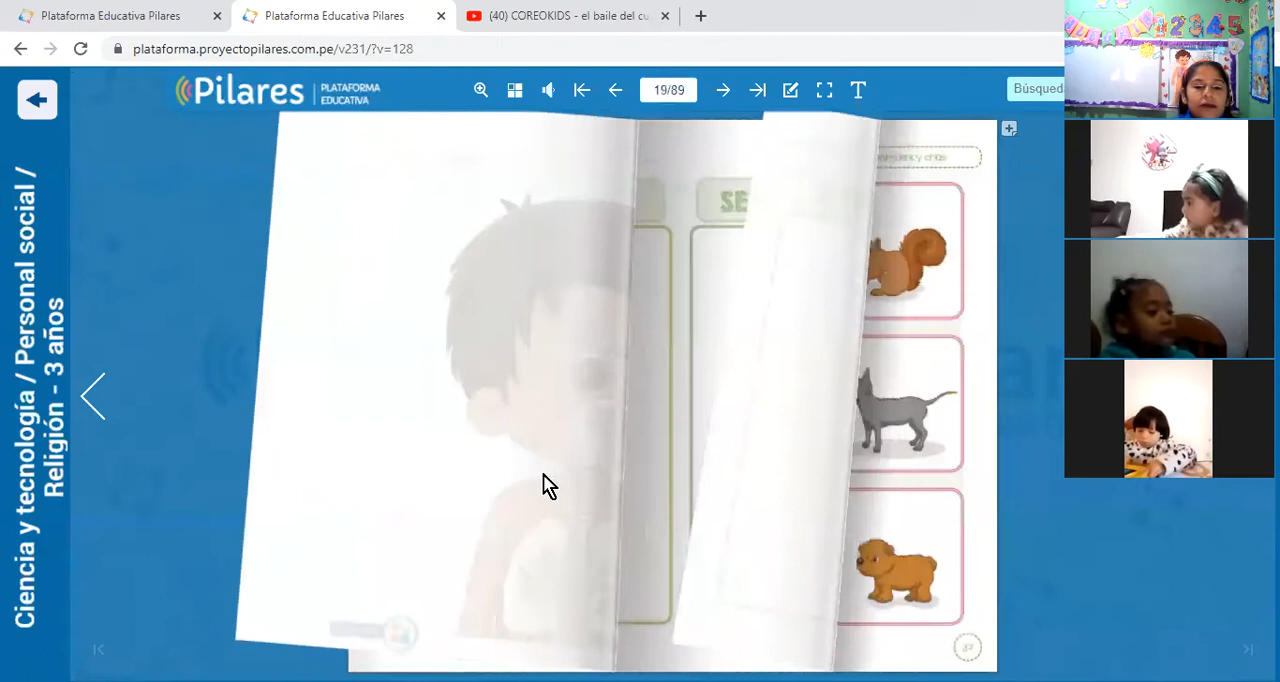 Plataforma Educativa Pilares
Plataforma Educativa Pilares
(40) COREOKIDS - el baile del cu
plataforma.proyectopilares.com.pe/v231/?v=128
Pilares
PLATAFORMA
EDUCATIVA
19/89
T
Búsqued
Ciencia y tecnología / Personal social /
Religión - 3 años
SE